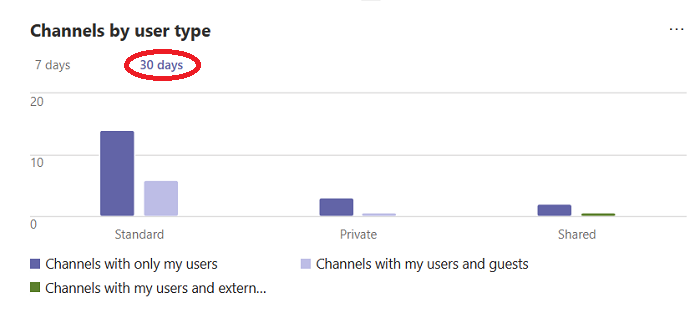 Channels by user type
...
7 days 30 days
20
10
0
Standard Private Shared
Channels with only my users Channels with my users and guests
Channels with my users and extern...